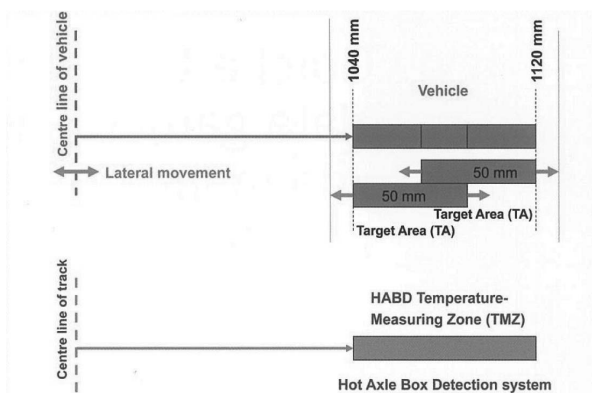 Centre line of vehicle
1040 mm
1120 mm
Vehicle
Lateral movement
50 mm
50 mm
Target Area (TA)
Target Area (TA)
Centre line of track
HABD Temperature-
Measuring Zone (TMZ)
Hot Axle Box Detection system